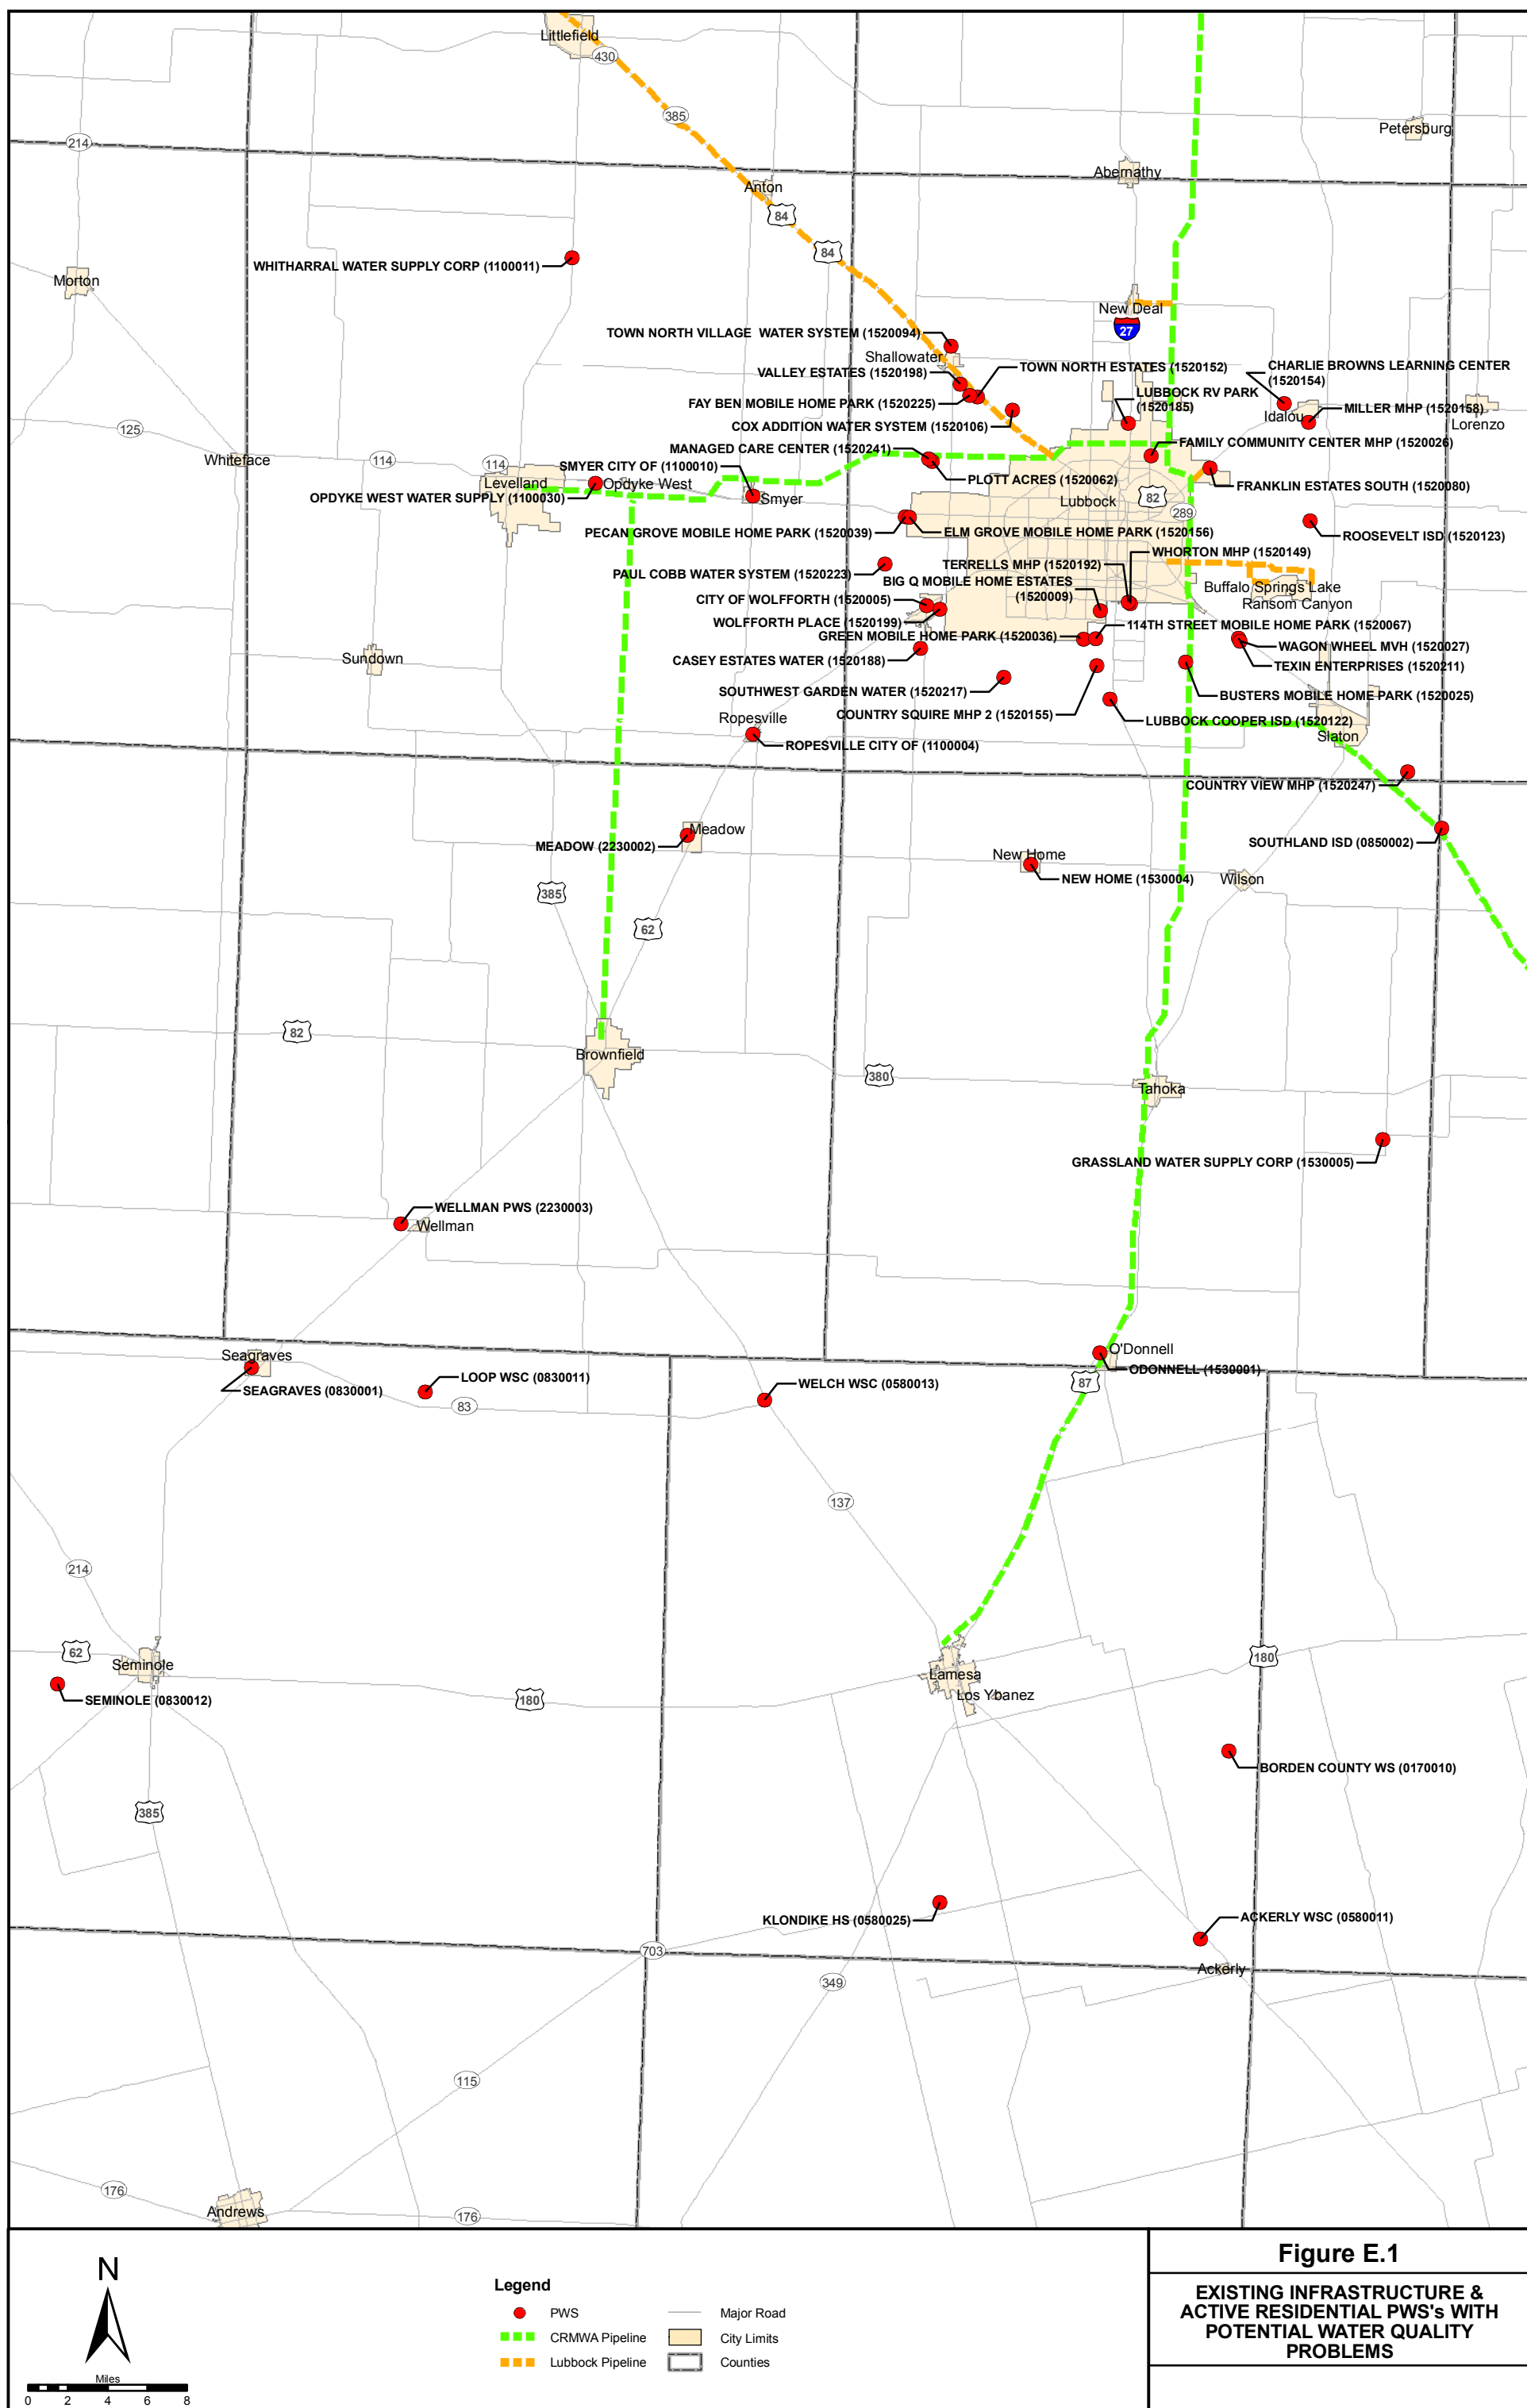 Littlefield
430
385
Petersburg
214
Abernathy
Anton
84
84
WHITHARRAL WATER SUPPLY CORP (1100011)
Morton
New Deal
27
TOWN NORTH VILLAGE  WATER SYSTEM (1520094)
Shallowater
VALLEY ESTATES (1520198)
TOWN NORTH ESTATES (1520152)
CHARLIE BROWNS LEARNING CENTER
(1520154)
FAY BEN MOBILE HOME PARK (1520225)
LUBBOCK RV PARK
(1520185)
Idalou
MILLER MHP (1520158)
Lorenzo
COX ADDITION WATER SYSTEM (1520106)
125
MANAGED CARE CENTER (1520241)
FAMILY COMMUNITY CENTER MHP (1520026)
Whiteface
114
114
SMYER CITY OF (1100010)
PLOTT ACRES (1520062)
Levelland
Opdyke West
FRANKLIN ESTATES SOUTH (1520080)
OPDYKE WEST WATER SUPPLY (1100030)
Smyer
Lubbock
82
289
PECAN GROVE MOBILE HOME PARK (1520039)
ELM GROVE MOBILE HOME PARK (1520156)
ROOSEVELT ISD (1520123)
WHORTON MHP (1520149)
TERRELLS MHP (1520192)
PAUL COBB WATER SYSTEM (1520223)
BIG Q MOBILE HOME ESTATES
(1520009)
Buffalo Springs Lake
Ransom Canyon
CITY OF WOLFFORTH (1520005)
WOLFFORTH PLACE (1520199)
114TH STREET MOBILE HOME PARK (1520067)
GREEN MOBILE HOME PARK (1520036)
WAGON WHEEL MVH (1520027)
Sundown
CASEY ESTATES WATER (1520188)
TEXIN ENTERPRISES (1520211)
SOUTHWEST GARDEN WATER (1520217)
BUSTERS MOBILE HOME PARK (1520025)
COUNTRY SQUIRE MHP 2 (1520155)
LUBBOCK COOPER ISD (1520122)
Ropesville
Slaton
ROPESVILLE CITY OF (1100004)
COUNTRY VIEW MHP (1520247)
Meadow
MEADOW (2230002)
SOUTHLAND ISD (0850002)
New Home
NEW HOME (1530004)
Wilson
385
62
82
Brownfield
380
Tahoka
GRASSLAND WATER SUPPLY CORP (1530005)
WELLMAN PWS (2230003)
Wellman
O'Donnell
Seagraves
ODONNELL (1530001)
SEAGRAVES (0830001)
LOOP WSC (0830011)
WELCH WSC (0580013)
87
83
137
214
62
Seminole
180
SEMINOLE (0830012)
180
Lamesa
Los Ybanez
BORDEN COUNTY WS (0170010)
385
KLONDIKE HS (0580025)
ACKERLY WSC (0580011)
703
Ackerly
349
115
176
Andrews
176
N
Miles
0 2 4 6 8
Legend
PWS
CRMWA Pipeline
Lubbock Pipeline
Major Road
City Limits
Counties
Figure E.1
EXISTING INFRASTRUCTURE &
ACTIVE RESIDENTIAL PWS's WITH
POTENTIAL WATER QUALITY
PROBLEMS